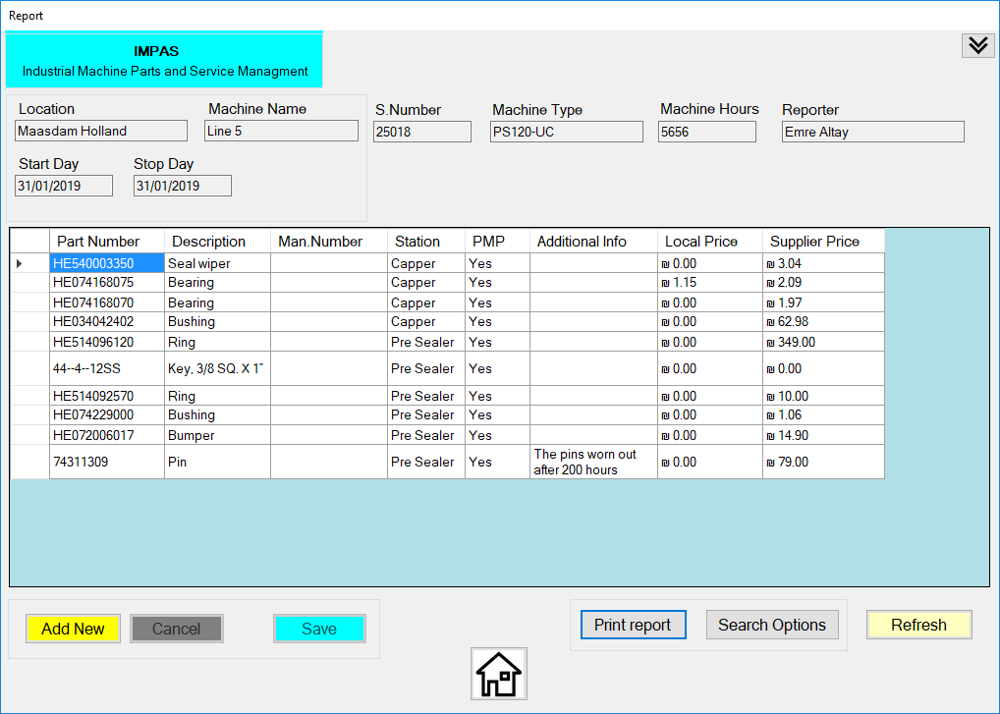 Report
IMPAS
Industrial Machine Parts and Service Managment
Location Machine Name S.Number Machine Type Machine Hours Reporter
Maasdam Holland Line 5 25018 PS120-UC 5656 Emre Altay
Start Day Stop Day
31/01/2019 31/01/2019
Part Number Description Man.Number Station PMP Additional Info Local Price Supplier Price
HE540003350 Seal wiper Capper Yes ₪ 0.00 ₪ 3.04
HE074168075 Bearing Capper Yes ₪ 1.15 ₪ 2.09
HE074168070 Bearing Capper Yes ₪ 0.00 ₪ 1.97
HE034042402 Bushing Capper Yes ₪ 0.00 ₪ 62.98
HE514096120 Ring Pre Sealer Yes ₪ 0.00 ₪ 349.00
44--4--12SS Key, 3/8 SQ. X 1" Pre Sealer Yes ₪ 0.00 ₪ 0.00
HE514092570 Ring Pre Sealer Yes ₪ 0.00 ₪ 10.00
HE074229000 Bushing Pre Sealer Yes ₪ 0.00 ₪ 1.06
HE072006017 Bumper Pre Sealer Yes ₪ 0.00 ₪ 14.90
74311309 Pin Pre Sealer Yes The pins worn out ₪ 0.00 ₪ 79.00
after 200 hours
Add New Cancel Save Print report Search Options Refresh